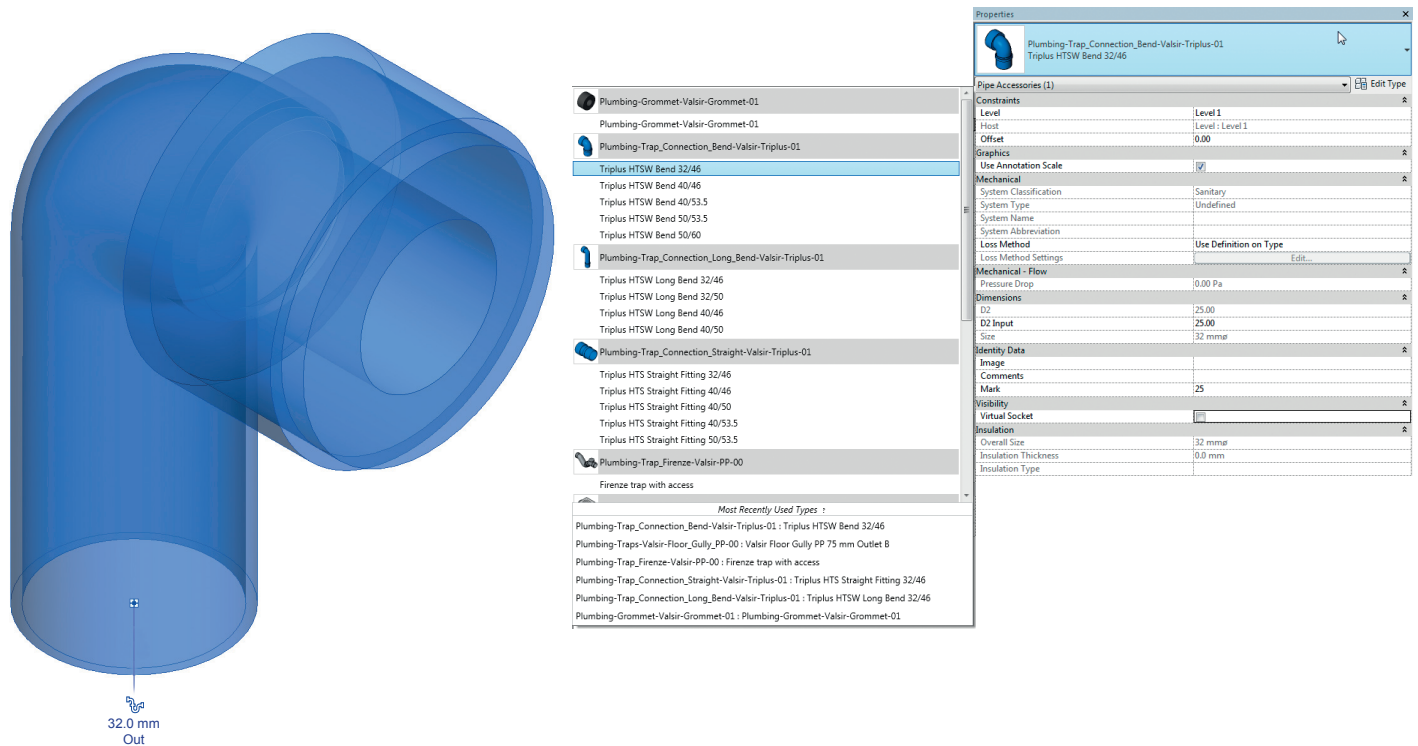 32.0 mm
Out
Plumbing-Grommet-Valsir-Grommet-01
Plumbing-Grommet-Valsir-Grommet-01
Plumbing-Trap_Connection_Bend-Valsir-Triplus-01
Triplus HTSW Bend 32/46
Triplus HTSW Bend 40/46
Triplus HTSW Bend 40/53.5
Triplus HTSW Bend 50/53.5
Triplus HTSW Bend 50/60
Plumbing-Trap_Connection_Long_Bend-Valsir-Triplus-01
Triplus HTSW Long Bend 32/46
Triplus HTSW Long Bend 32/50
Triplus HTSW Long Bend 40/46
Triplus HTSW Long Bend 40/50
Plumbing-Trap_Connection_Straight-Valsir-Triplus-01
Triplus HTS Straight Fitting 32/46
Triplus HTS Straight Fitting 40/46
Triplus HTS Straight Fitting 40/50
Triplus HTS Straight Fitting 40/53.5
Triplus HTS Straight Fitting 50/53.5
Plumbing-Trap_Firenze-Valsir-PP-00
Firenze trap with access
Most Recently Used Types :
Plumbing-Trap_Connection_Bend-Valsir-Triplus-01 : Triplus HTSW Bend 32/46
Plumbing-Traps-Valsir-Floor_Gully_PP-00 : Valsir Floor Gully PP 75 mm Outlet B
Plumbing-Trap_Firenze-Valsir-PP-00 : Firenze trap with access
Plumbing-Trap_Connection_Straight-Valsir-Triplus-01 : Triplus HTS Straight Fitting 32/46
Plumbing-Trap_Connection_Long_Bend-Valsir-Triplus-01 : Triplus HTSW Long Bend 32/46
Plumbing-Grommet-Valsir-Grommet-01 : Plumbing-Grommet-Valsir-Grommet-01
Properties
Plumbing-Trap_Connection_Bend-Valsir-Triplus-01
Triplus HTSW Bend 32/46
Pipe Accessories (1) Edit Type
Constraints
Level Level 1
Host Level : Level 1
Offset 0.00
Graphics
Use Annotation Scale
Mechanical
System Classification Sanitary
System Type Undefined
System Name
System Abbreviation
Loss Method Use Definition on Type
Loss Method Settings Edit...
Mechanical - Flow
Pressure Drop 0.00 Pa
Dimensions
D2 25.00
D2 Input 25.00
Size 32 mmø
Identity Data
Image
Comments
Mark 25
Visibility
Virtual Socket
Insulation
Overall Size 32 mmø
Insulation Thickness 0.0 mm
Insulation Type